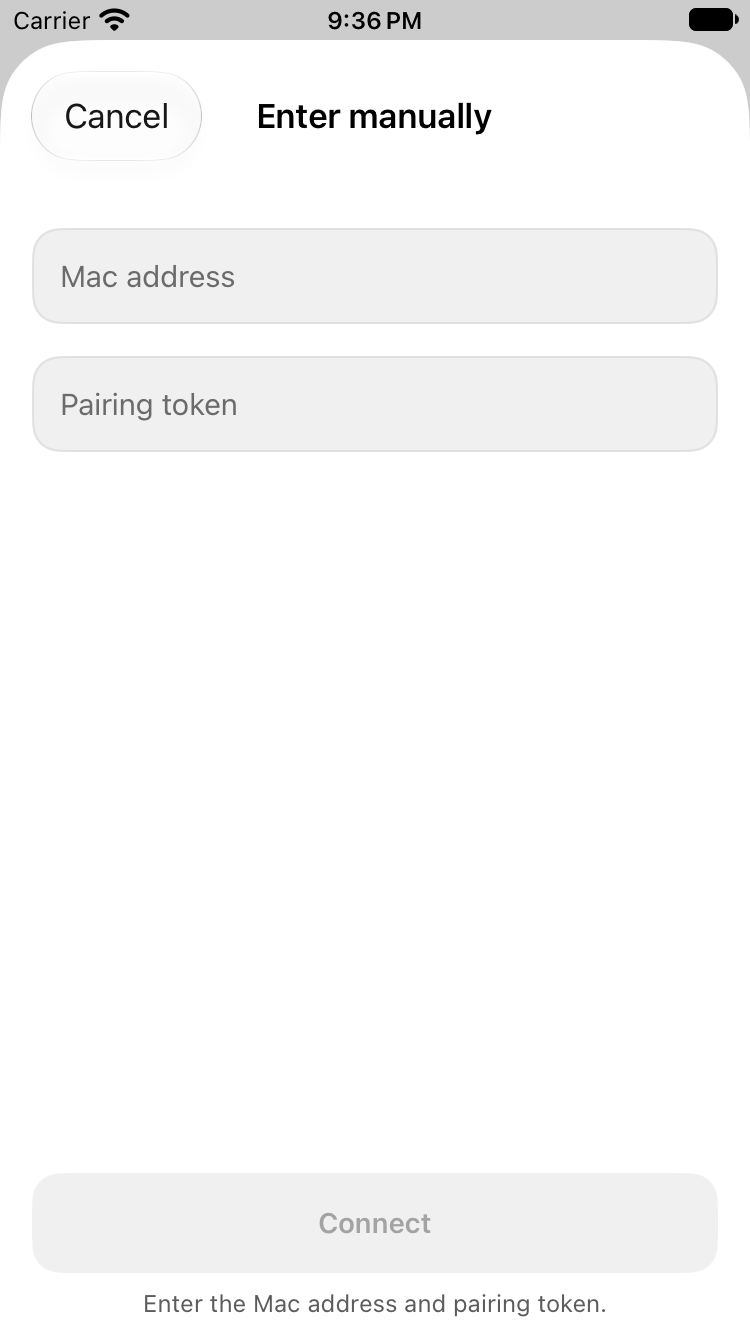 Carrier 9:36 PM
Cancel Enter manually
Mac address
Pairing token
Connect
Enter the Mac address and pairing token.